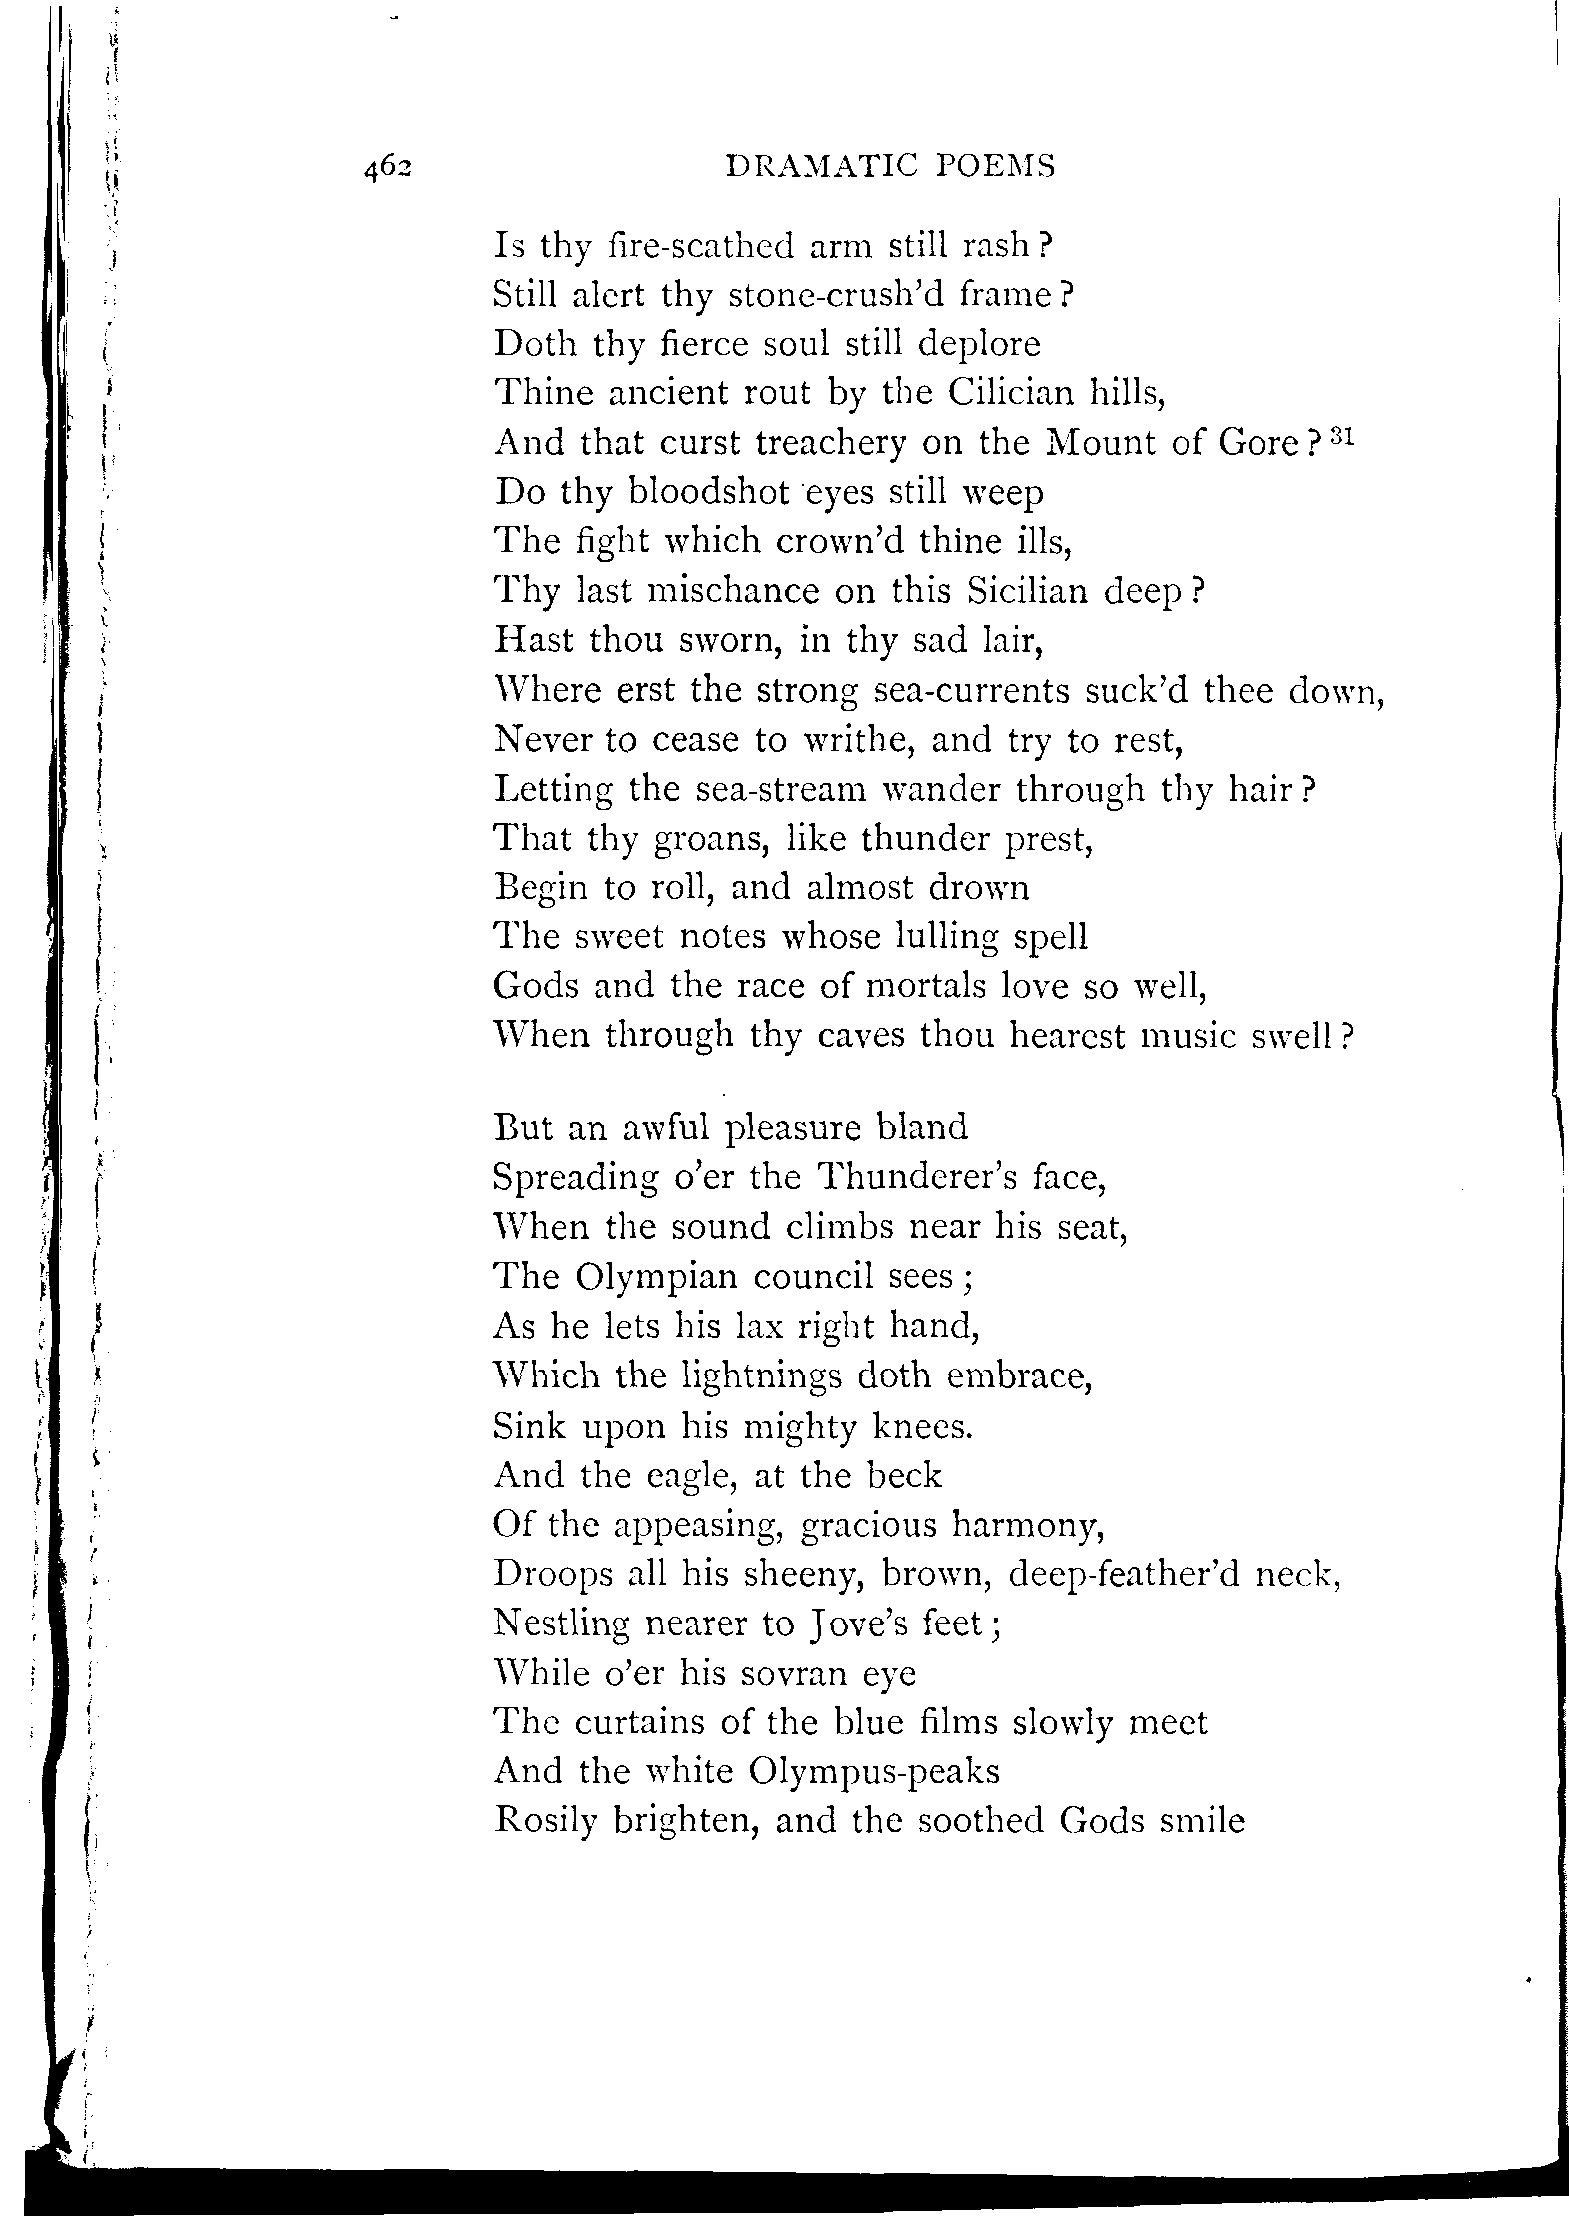 462 DRAMATIC POEMS
Is thy fire-scathed arm still rash?
Still alert thy stone-crush'd frame?
Doth thy fierce soul still deplore
Thine ancient rout by the Cilician hills,
And that curst treachery on the Mount of Gore?³¹
Do thy bloodshot eyes still weep
The fight which crown'd thine ills,
Thy last mischance on this Sicilian deep?
Hast thou sworn, in thy sad lair,
Where erst the strong sea-currents suck'd thee down,
Never to cease to writhe, and try to rest,
Letting the sea-stream wander through thy hair?
That thy groans, like thunder prest,
Begin to roll, and almost drown
The sweet notes whose lulling spell
Gods and the race of mortals love so well,
When through thy caves thou hearest music swell?
But an awful pleasure bland
Spreading o'er the Thunderer's face,
When the sound climbs near his seat,
The Olympian council sees;
As he lets his lax right hand,
Which the lightnings doth embrace,
Sink upon his mighty knees.
And the eagle, at the beck
Of the appeasing, gracious harmony,
Droops all his sheeny, brown, deep-feather'd neck,
Nestling nearer to Jove's feet;
While o'er his sovran eye
The curtains of the blue films slowly meet
And the white Olympus-peaks
Rosily brighten, and the soothed Gods smile